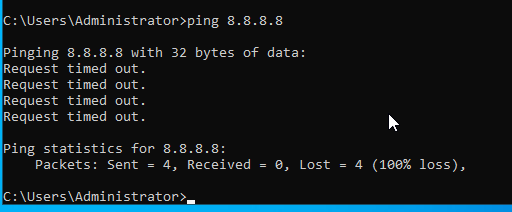 C:\Users\Administrator>ping 8.8.8.8
Pinging 8.8.8.8 with 32 bytes of data:
Request timed out.
Request timed out.
Request timed out.
Request timed out.
Ping statistics for 8.8.8.8:
    Packets: Sent = 4, Received = 0, Lost = 4 (100% loss),
C:\Users\Administrator>